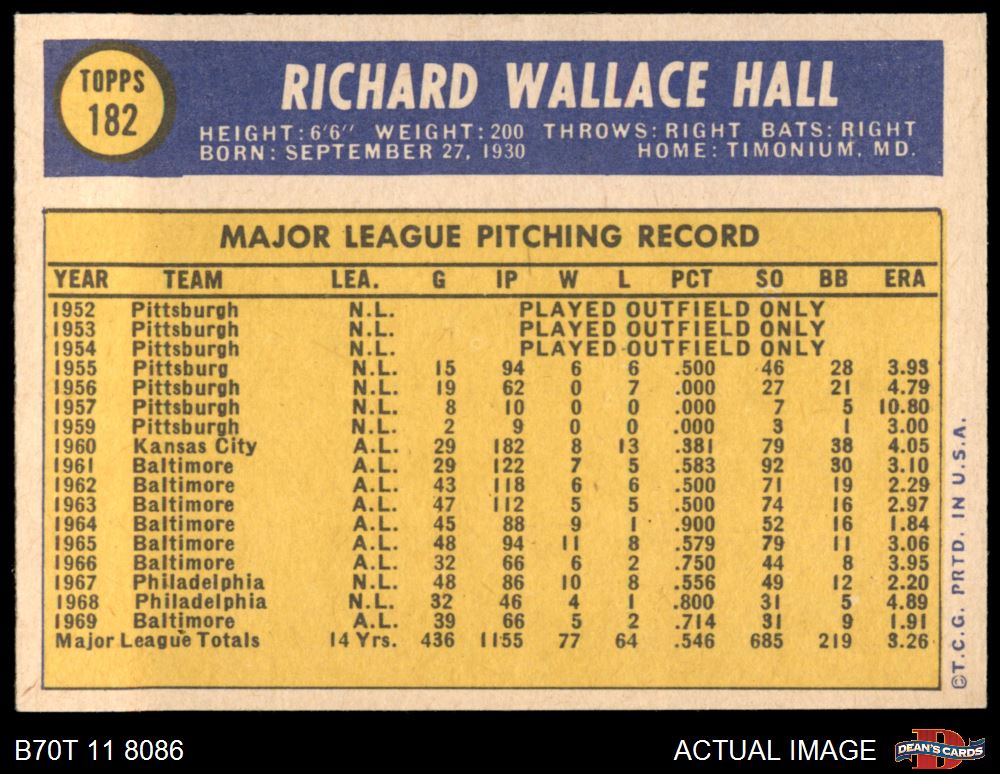 TOPPS
182
RICHARD WALLACE HALL
HEIGHT: 6'6" WEIGHT: 200 THROWS: RIGHT BATS: RIGHT
BORN: SEPTEMBER 27, 1930 HOME: TIMONIUM, MD.
MAJOR LEAGUE PITCHING RECORD
YEAR TEAM LEA. G IP W L PCT SO BB ERA
1952 Pittsburgh N.L. PLAYED OUTFIELD ONLY
1953 Pittsburgh N.L. PLAYED OUTFIELD ONLY
1954 Pittsburgh N.L. PLAYED OUTFIELD ONLY
1955 Pittsburg N.L. 15 94 6 6 .500 46 28 3.93
1956 Pittsburgh N.L. 19 62 0 7 .000 27 21 4.79
1957 Pittsburgh N.L. 8 10 0 0 .000 7 5 10.80
1959 Pittsburgh N.L. 2 9 0 0 .000 3 1 3.00
1960 Kansas City A.L. 29 182 8 13 .381 79 38 4.05
1961 Baltimore A.L. 29 122 7 5 .583 92 30 3.10
1962 Baltimore A.L. 43 118 6 6 .500 71 19 2.29
1963 Baltimore A.L. 47 112 5 5 .500 74 16 2.97
1964 Baltimore A.L. 45 88 9 1 .900 52 16 1.84
1965 Baltimore A.L. 48 94 11 8 .579 79 11 3.06
1966 Baltimore A.L. 32 66 6 2 .750 44 8 3.95
1967 Philadelphia N.L. 48 86 10 8 .556 49 12 2.20
1968 Philadelphia N.L. 32 46 4 1 .800 31 5 4.89
1969 Baltimore A.L. 39 66 5 2 .714 31 9 1.91
Major League Totals 14 Yrs. 436 1155 77 64 .546 685 219 3.26
©T.C.G. PRTD. IN U.S.A.
B70T 11 8086
ACTUAL IMAGE
DEAN'S CARDS